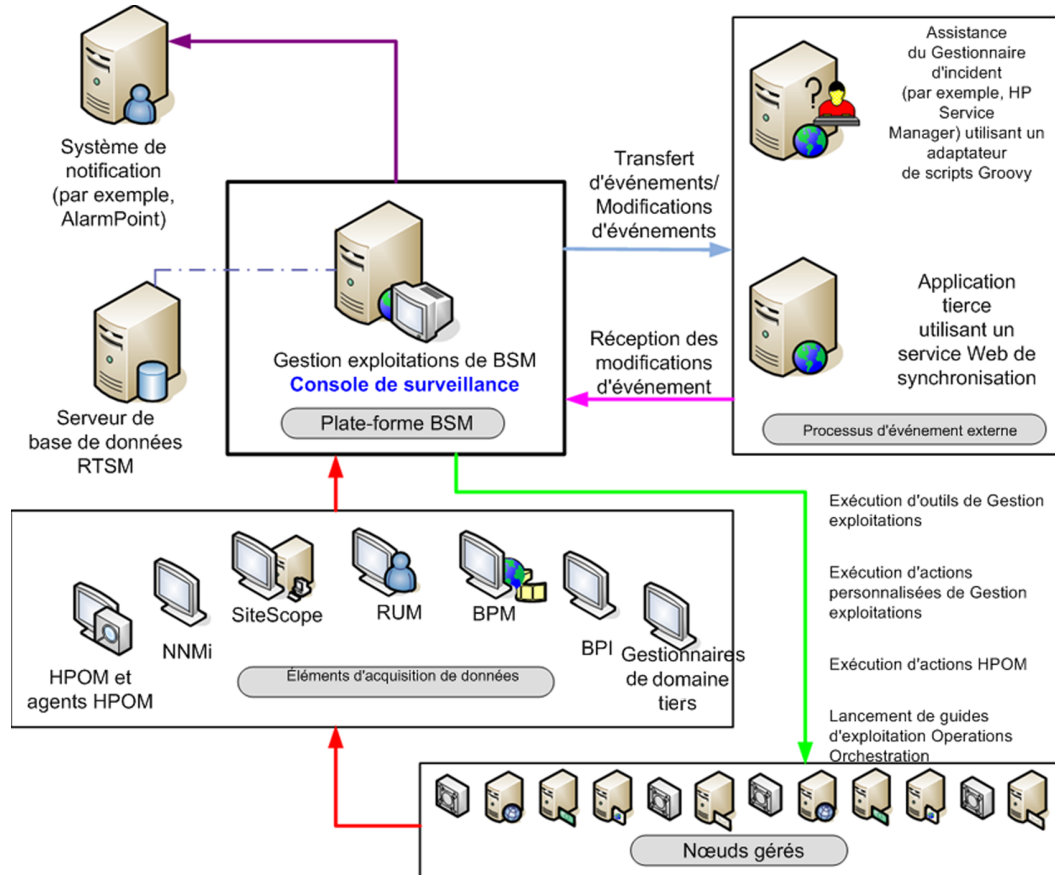 Système de
notification
(par exemple,
AlarmPoint)
Serveur de
base de données
RTSM
Gestion exploitations de BSM
Console de surveillance
Plate-forme BSM
Transfert
d'événements/
Modifications
d'événements
Réception des
modifications
d'événement
Assistance
du Gestionnaire
d'incident
(par exemple, HP
Service
Manager) utilisant un
adaptateur
de scripts Groovy
Application
tierce
utilisant un
service Web de
synchronisation
Processus d'événement externe
HPOM et
agents HPOM
NNMi
SiteScope
RUM
BPM
BPI
Gestionnaires
de domaine
tiers
Éléments d'acquisition de données
Exécution d'outils de Gestion
exploitations
Exécution d'actions
personnalisées de Gestion
exploitations
Exécution d'actions HPOM
Lancement de guides
d'exploitation Operations
Orchestration
Nœuds gérés